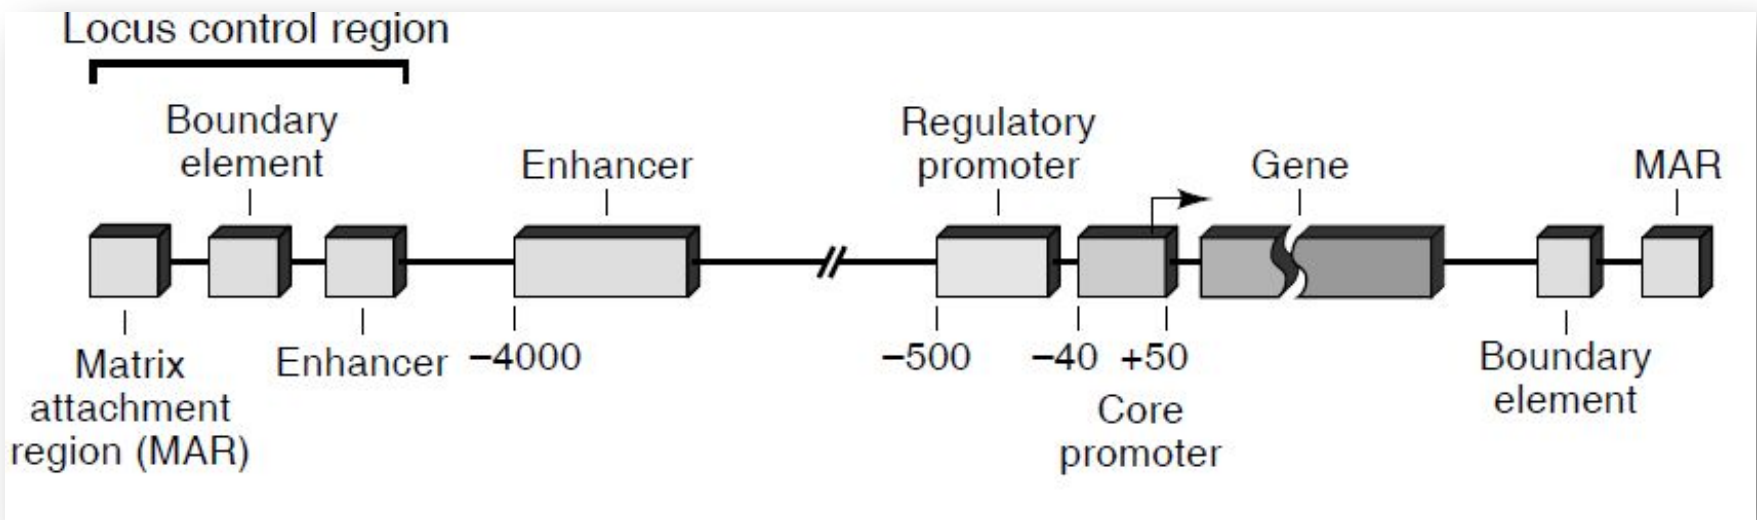 Locus control region
Boundary
element
Enhancer
Regulatory
promoter
Gene
MAR
Matrix
attachment
region (MAR)
Enhancer
–4000
–500
–40
+50
Core
promoter
Boundary
element